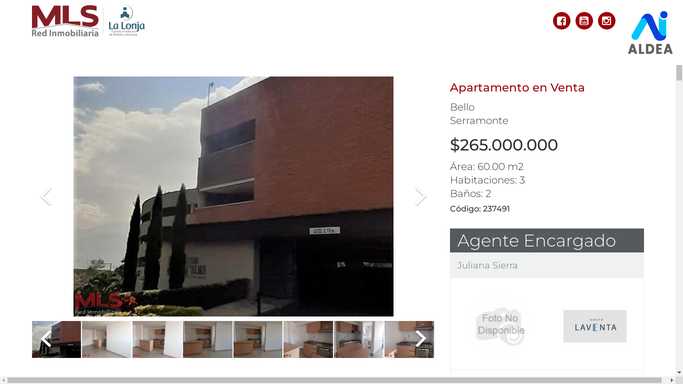 MLS
Red Inmobiliaria
La Lonja
ALDEA
Apartamento en Venta
Bello
Serramonte
$265.000.000
Área: 60.00 m2
Habitaciones: 3
Baños: 2
Código: 237491
MLS
Red Inmobiliaria
Agente Encargado
Juliana Sierra
Foto No
Disponible
LAVENTA